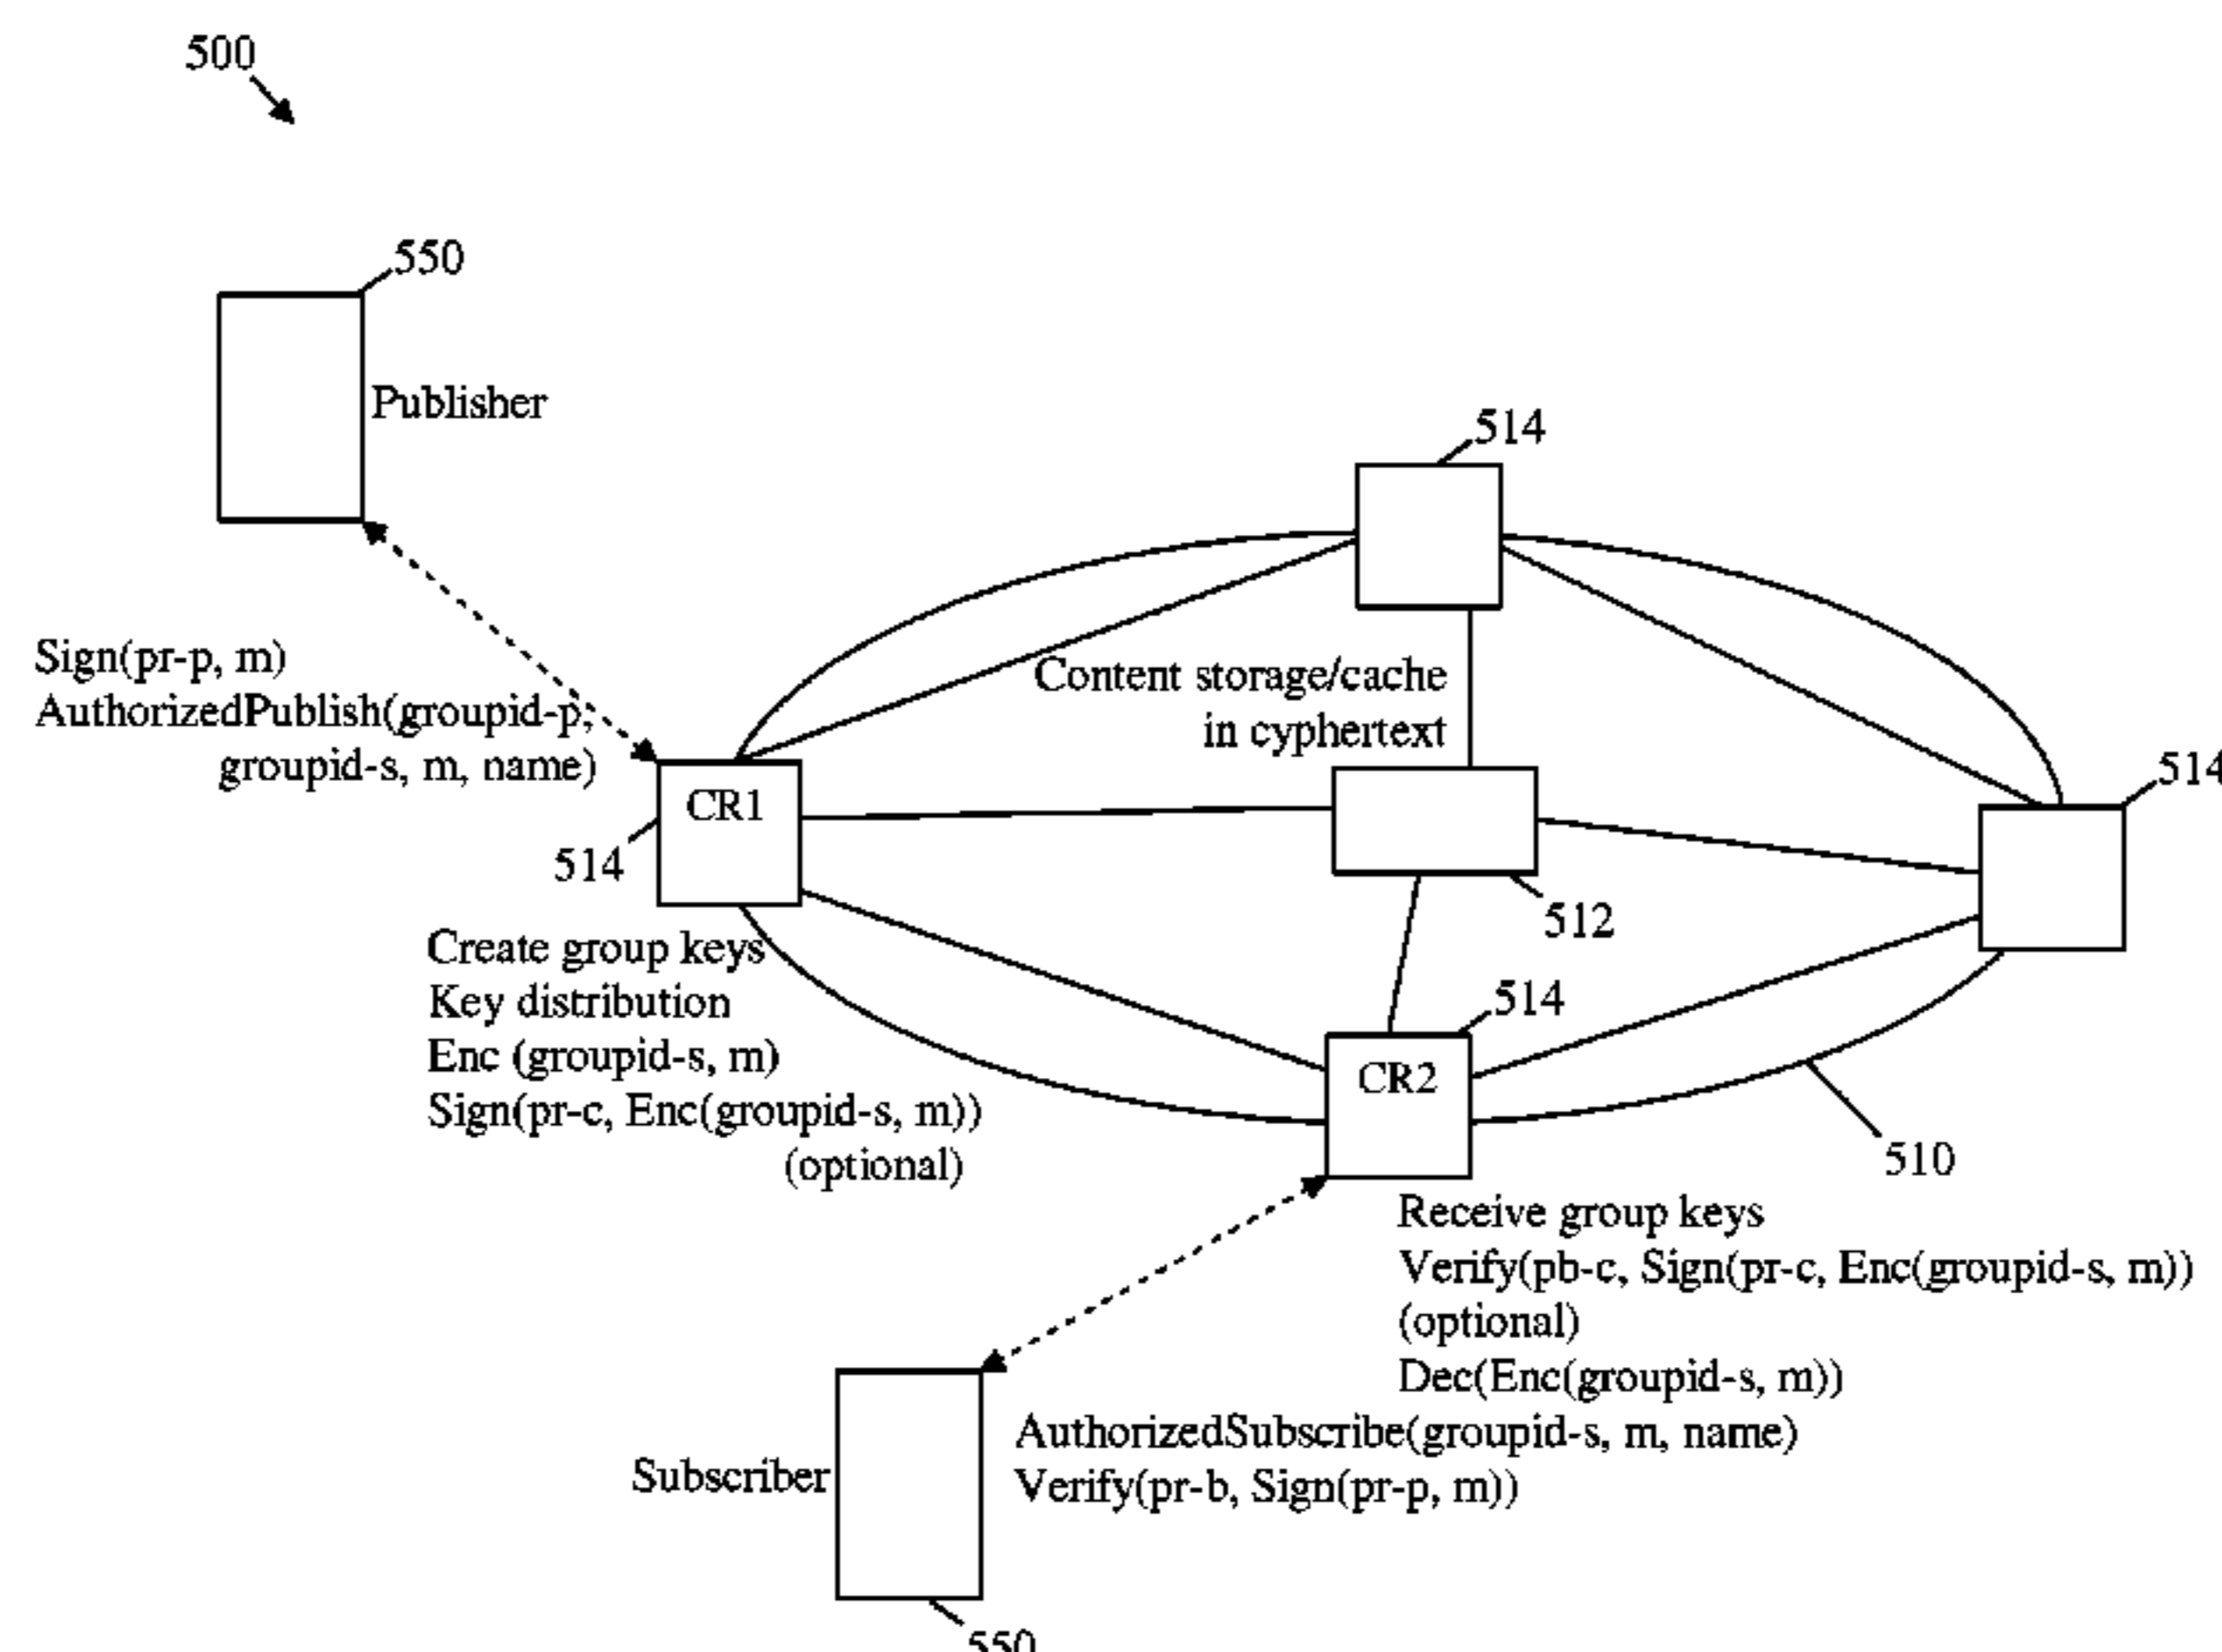 500
550
Publisher
514
Sign(pr-p, m)
AuthorizedPublish(groupid-p,
groupid-s, m, name)
Content storage/cache
in cyphertext
514
CR1
514
512
Create group keys
Key distribution
Enc (groupid-s, m)
Sign(pr-c, Enc(groupid-s, m))
(optional)
514
CR2
510
Receive group keys
Verify(pb-c, Sign(pr-c, Enc(groupid-s, m))
(optional)
Dec(Enc(groupid-s, m))
AuthorizedSubscribe(groupid-s, m, name)
Verify(pr-b, Sign(pr-p, m))
Subscriber
550